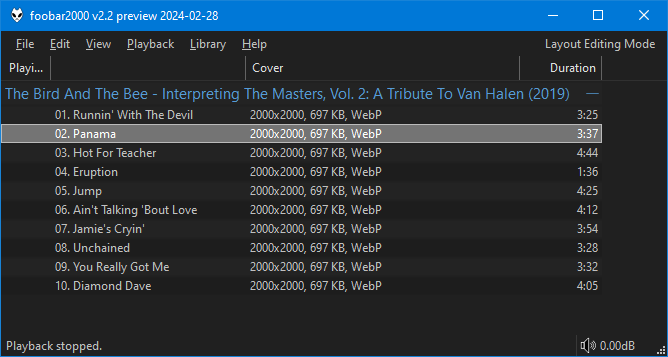 foobar2000 v2.2 preview 2024-02-28
File Edit View Playback Library Help Layout Editing Mode
Playi... Cover Duration
The Bird And The Bee - Interpreting The Masters, Vol. 2: A Tribute To Van Halen (2019)
01. Runnin' With The Devil 2000x2000, 697 KB, WebP 3:25
02. Panama 2000x2000, 697 KB, WebP 3:37
03. Hot For Teacher 2000x2000, 697 KB, WebP 4:44
04. Eruption 2000x2000, 697 KB, WebP 1:36
05. Jump 2000x2000, 697 KB, WebP 4:25
06. Ain't Talking 'Bout Love 2000x2000, 697 KB, WebP 4:12
07. Jamie's Cryin' 2000x2000, 697 KB, WebP 3:54
08. Unchained 2000x2000, 697 KB, WebP 3:28
09. You Really Got Me 2000x2000, 697 KB, WebP 3:32
10. Diamond Dave 2000x2000, 697 KB, WebP 4:05
Playback stopped. 0.00dB